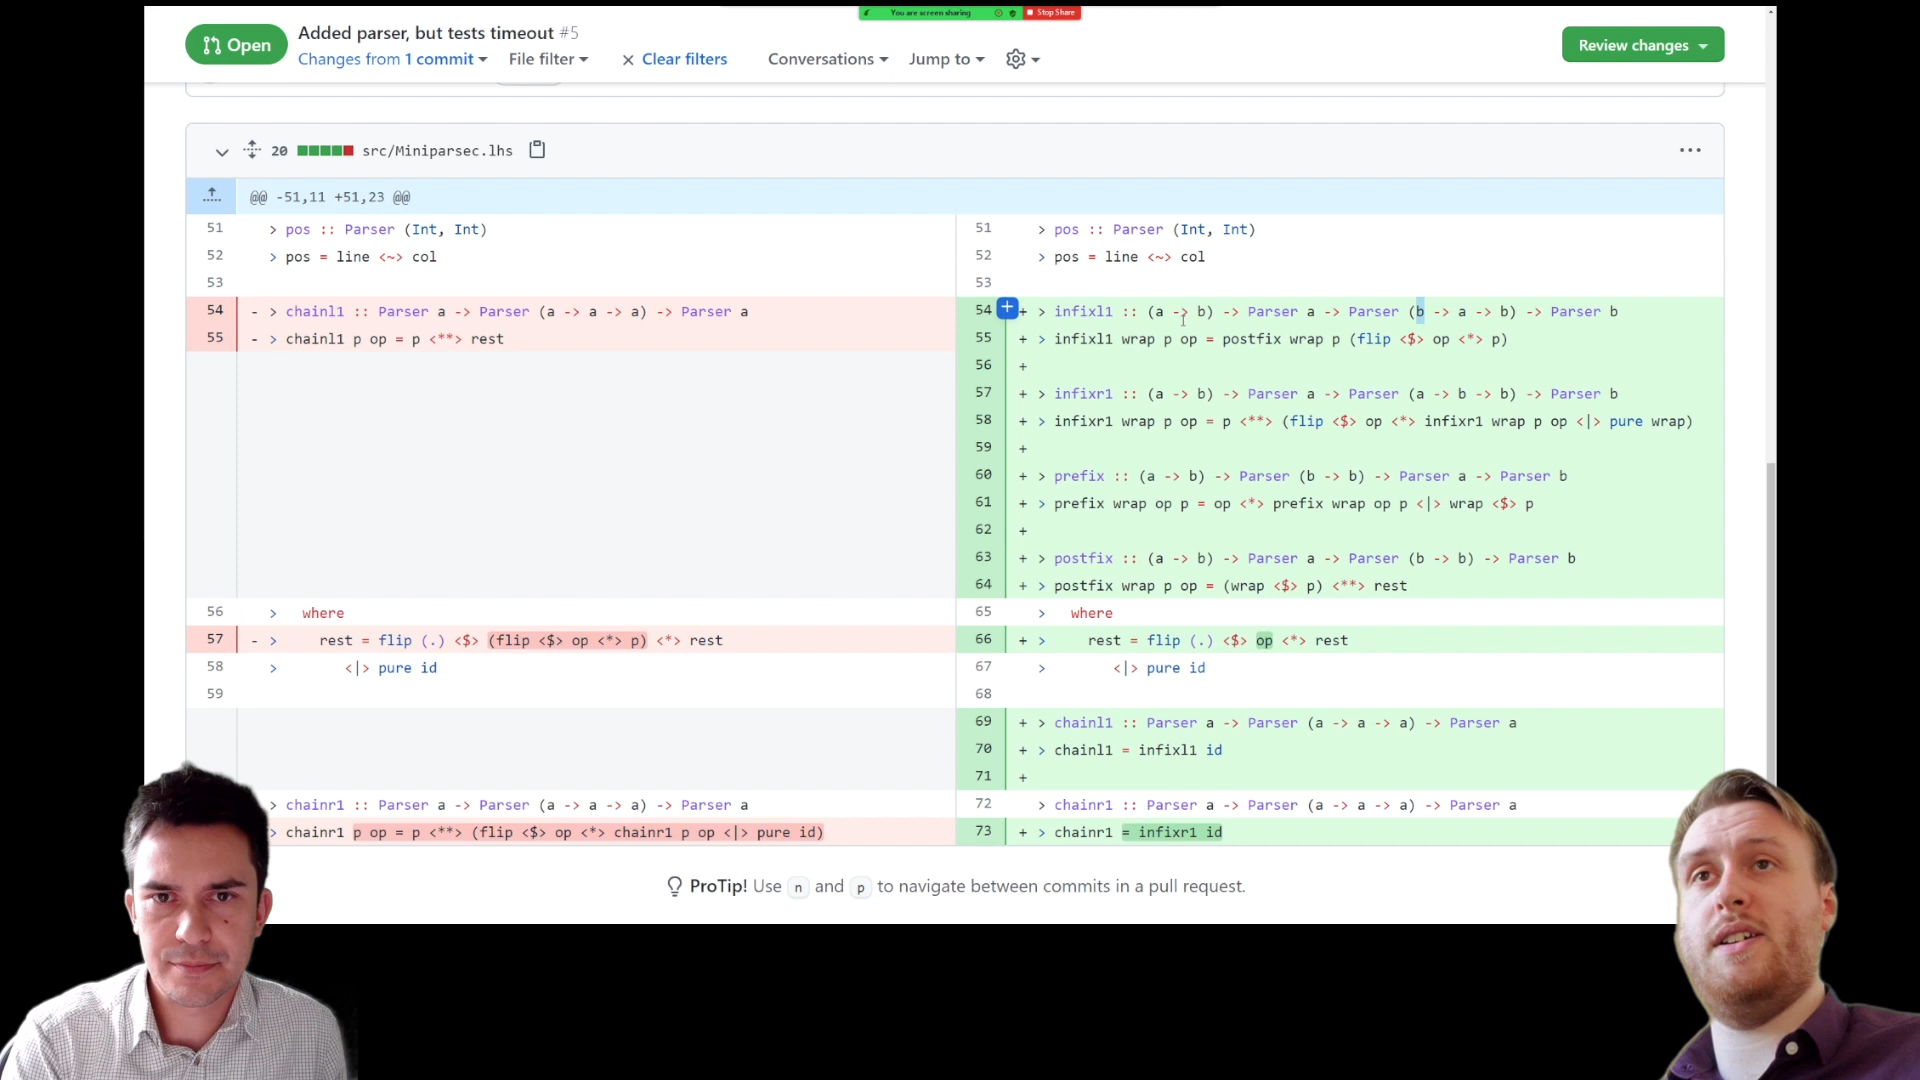 You are screen sharing Stop Share
Open
Added parser, but tests timeout #5
Changes from 1 commit File filter Clear filters Conversations Jump to
Review changes
20 src/Miniparsec.lhs
@@ -51,11 +51,23 @@
51 > pos :: Parser (Int, Int)
52 > pos = line <~> col
53
54 - > chainl1 :: Parser a -> Parser (a -> a -> a) -> Parser a
55 - > chainl1 p op = p <**> rest
56 > where
57 - > rest = flip (.) <$> (flip <$> op <*> p) <*> rest
58 > <|> pure id
59
> chainr1 :: Parser a -> Parser (a -> a -> a) -> Parser a
> chainr1 p op = p <**> (flip <$> op <*> chainr1 p op <|> pure id)
51 > pos :: Parser (Int, Int)
52 > pos = line <~> col
53
54 + > infixl1 :: (a -> b) -> Parser a -> Parser (b -> a -> b) -> Parser b
55 + > infixl1 wrap p op = postfix wrap p (flip <$> op <*> p)
56 +
57 + > infixr1 :: (a -> b) -> Parser a -> Parser (a -> b -> b) -> Parser b
58 + > infixr1 wrap p op = p <**> (flip <$> op <*> infixr1 wrap p op <|> pure wrap)
59 +
60 + > prefix :: (a -> b) -> Parser (b -> b) -> Parser a -> Parser b
61 + > prefix wrap op p = op <*> prefix wrap op p <|> wrap <$> p
62 +
63 + > postfix :: (a -> b) -> Parser a -> Parser (b -> b) -> Parser b
64 + > postfix wrap p op = (wrap <$> p) <**> rest
65 > where
66 + > rest = flip (.) <$> op <*> rest
67 > <|> pure id
68
69 + > chainl1 :: Parser a -> Parser (a -> a -> a) -> Parser a
70 + > chainl1 = infixl1 id
71 +
72 > chainr1 :: Parser a -> Parser (a -> a -> a) -> Parser a
73 + > chainr1 = infixr1 id
ProTip! Use n and p to navigate between commits in a pull request.